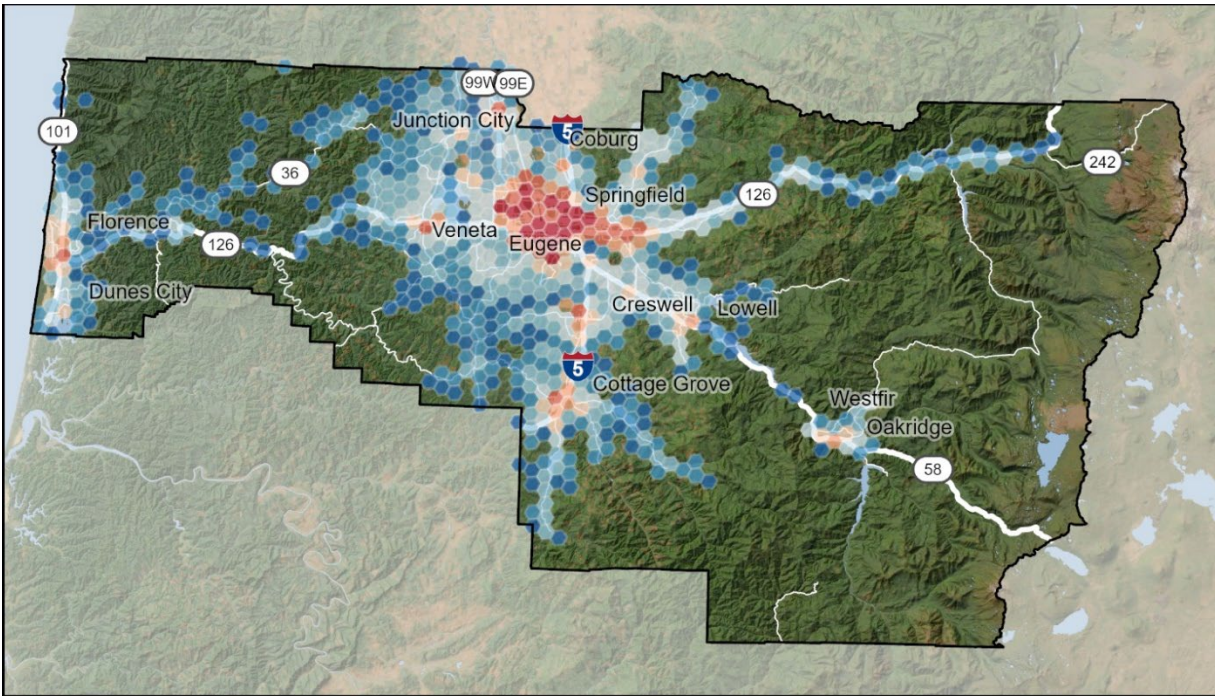 99W
99E
101
Junction City
5
Coburg
242
36
Springfield
126
Florence
Veneta
126
Eugene
Dunes City
Creswell
Lowell
5
Cottage Grove
Westfir
Oakridge
58